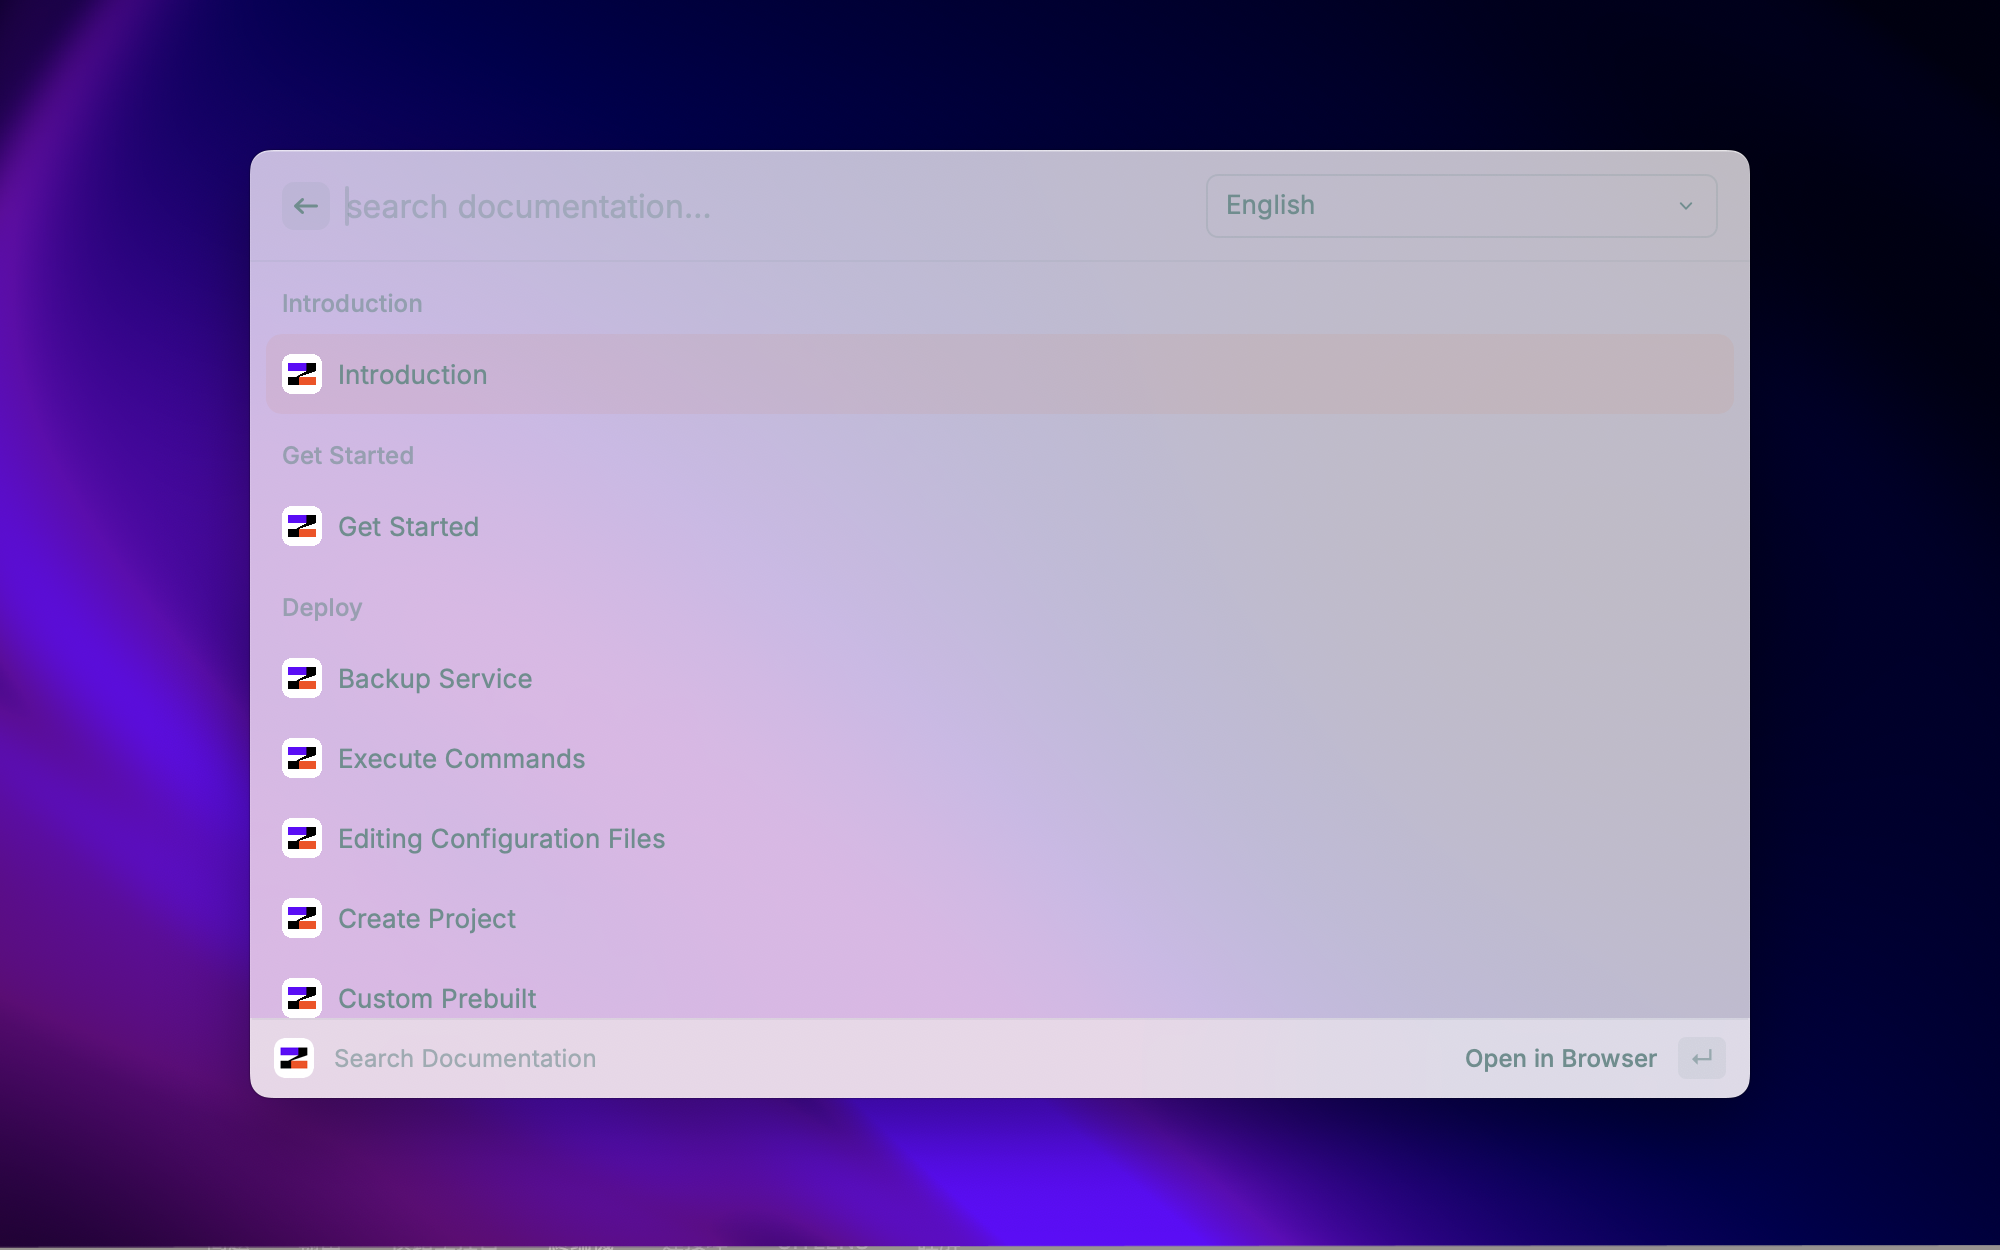 search documentation...
English
Introduction
Introduction
Get Started
Get Started
Deploy
Backup Service
Execute Commands
Editing Configuration Files
Create Project
Custom Prebuilt
Search Documentation
Open in Browser